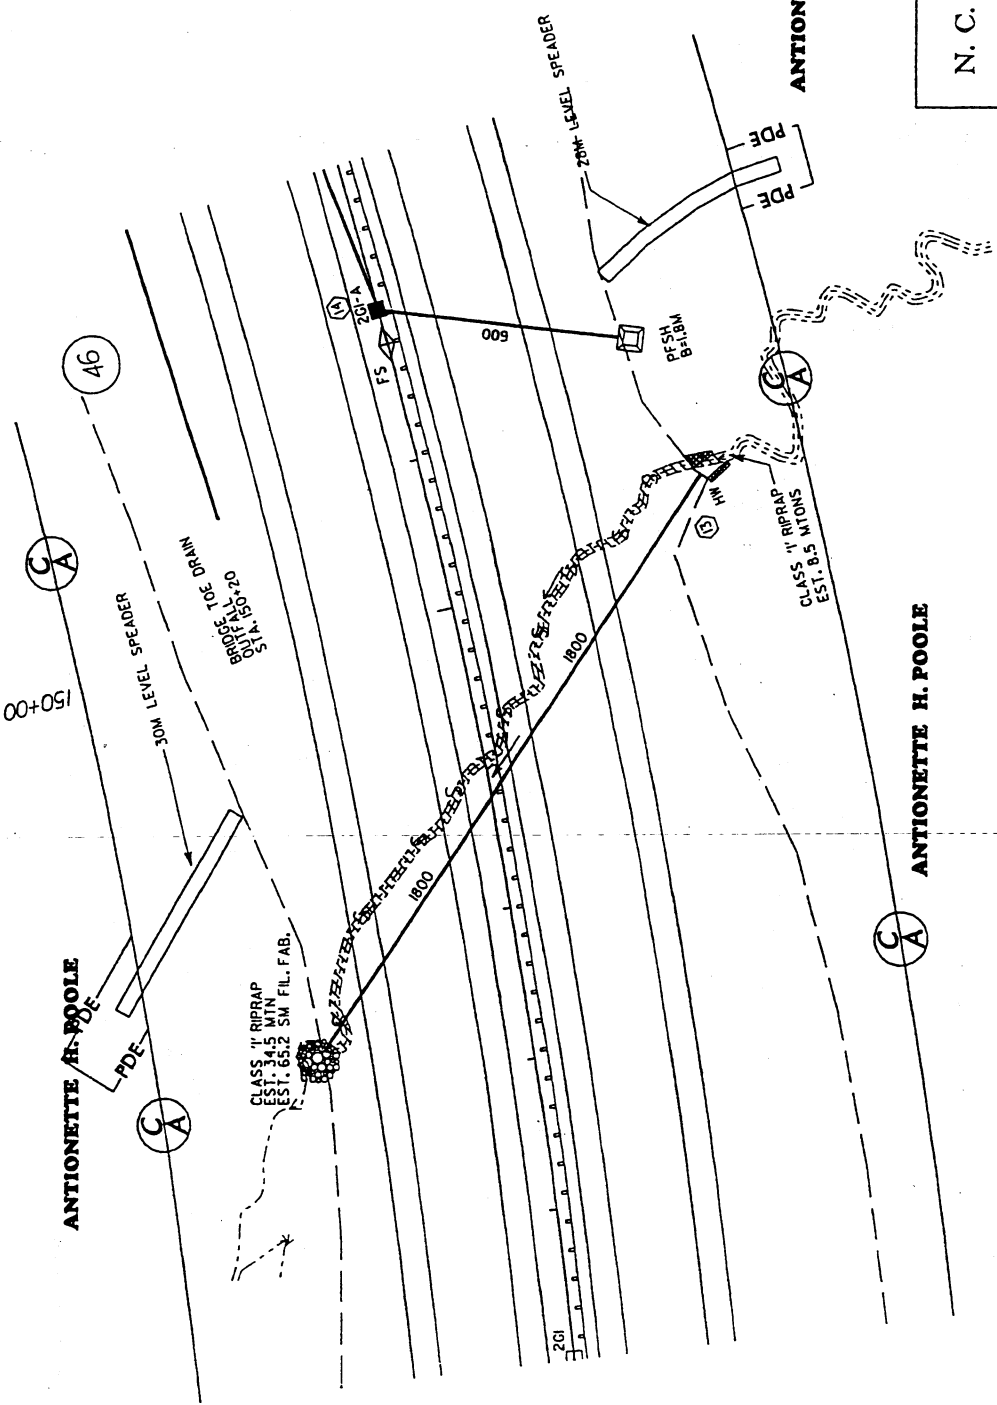 ANTION
N. C.
28M LEVEL SPEADER
PDE
PDE
14
2GI-A
FS
600
PFSH
B=1.8M
46
C
A
C
A
BRIDGE TOE DRAIN
OUTFALL
STA. 150+20
150+00
30M LEVEL SPEADER
13
HW
CLASS 'I' RIPRAP
EST. 8.5 MTONS
1800
1800
ANTIONETTE H. POOLE
C
A
ANTIONETTE H. POOLE
PDE
PDE
C
A
CLASS 'I' RIPRAP
EST. 34.5 MTN
EST. 65.2 SM FIL. FAB.
2GI